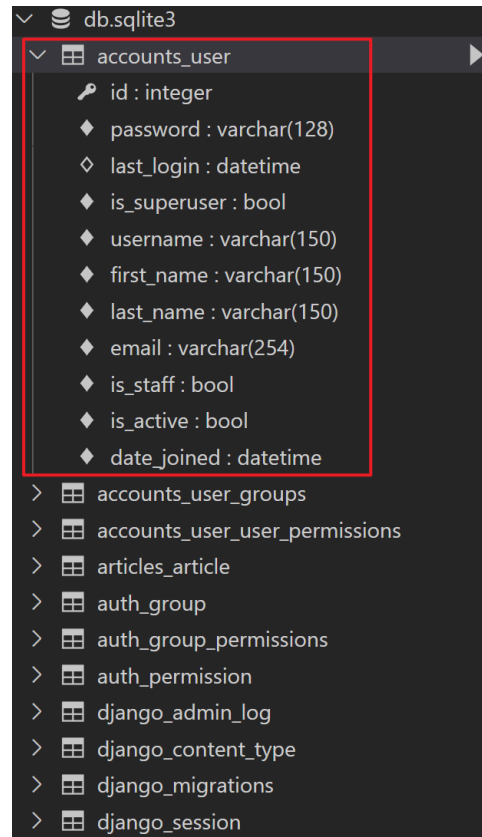 db.sqlite3
accounts_user
id : integer
password : varchar(128)
last_login : datetime
is_superuser : bool
username : varchar(150)
first_name : varchar(150)
last_name : varchar(150)
email : varchar(254)
is_staff : bool
is_active : bool
date_joined : datetime
accounts_user_groups
accounts_user_user_permissions
articles_article
auth_group
auth_group_permissions
auth_permission
django_admin_log
django_content_type
django_migrations
django_session